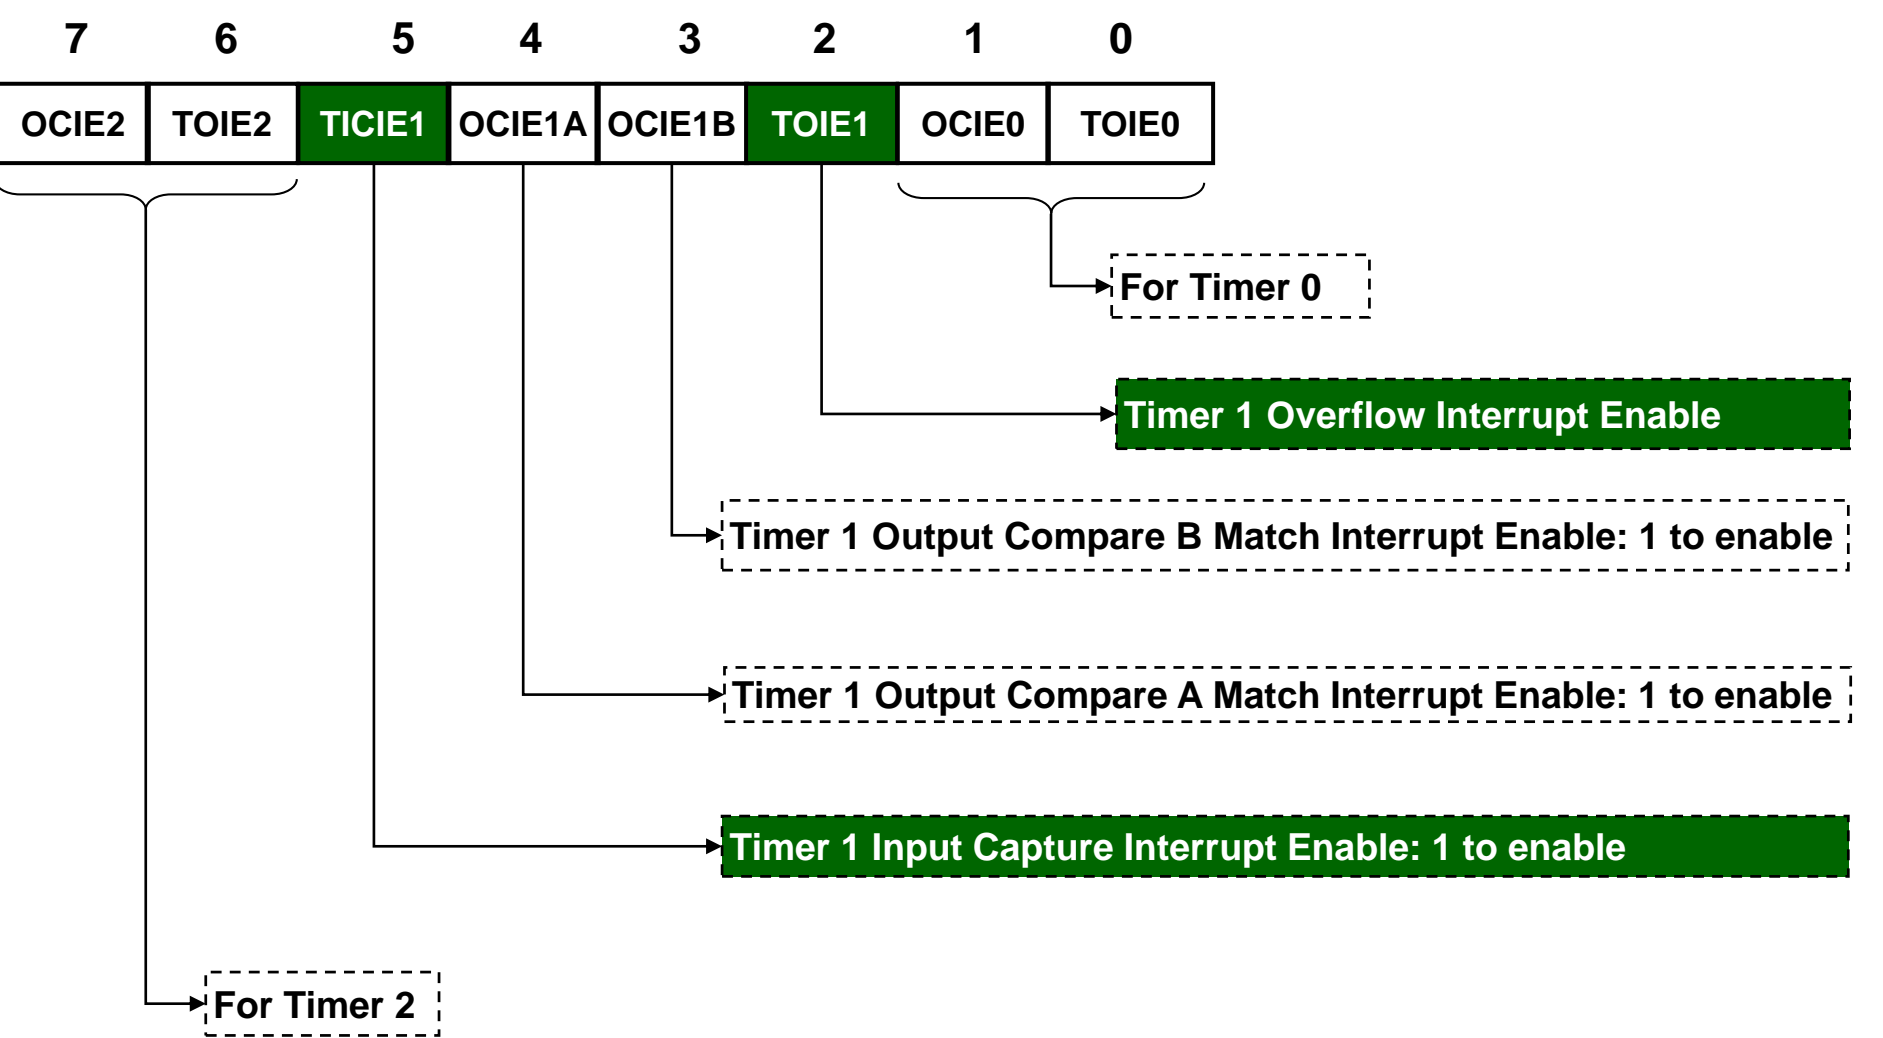 7 6 5 4 3 2 1 0
OCIE2 TOIE2 TICIE1 OCIE1A OCIE1B TOIE1 OCIE0 TOIE0
For Timer 0
Timer 1 Overflow Interrupt Enable
Timer 1 Output Compare B Match Interrupt Enable: 1 to enable
Timer 1 Output Compare A Match Interrupt Enable: 1 to enable
Timer 1 Input Capture Interrupt Enable: 1 to enable
For Timer 2